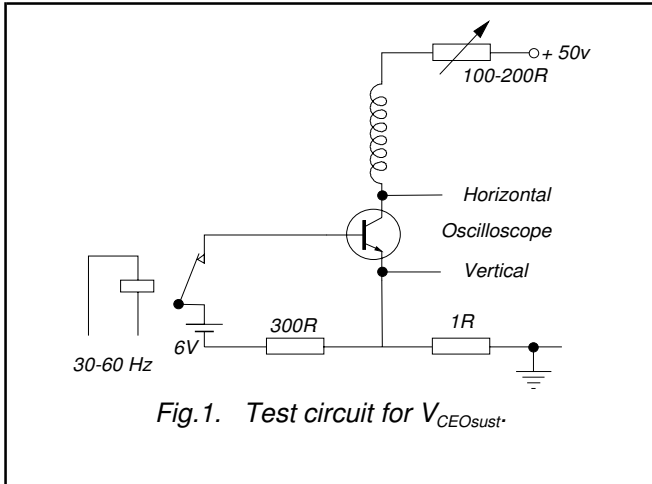 + 50v
100-200R
Horizontal
Oscilloscope
Vertical
300R
1R
6V
30-60 Hz
Fig.1. Test circuit for VCEOsust.